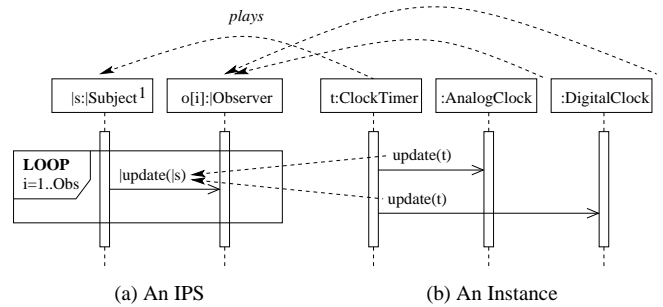 plays
|s:|Subject1
o[i]:|Observer
t:ClockTimer
:AnalogClock
:DigitalClock
LOOP
i=1..Obs
|update(|s)
update(t)
update(t)
(a) An IPS
(b) An Instance